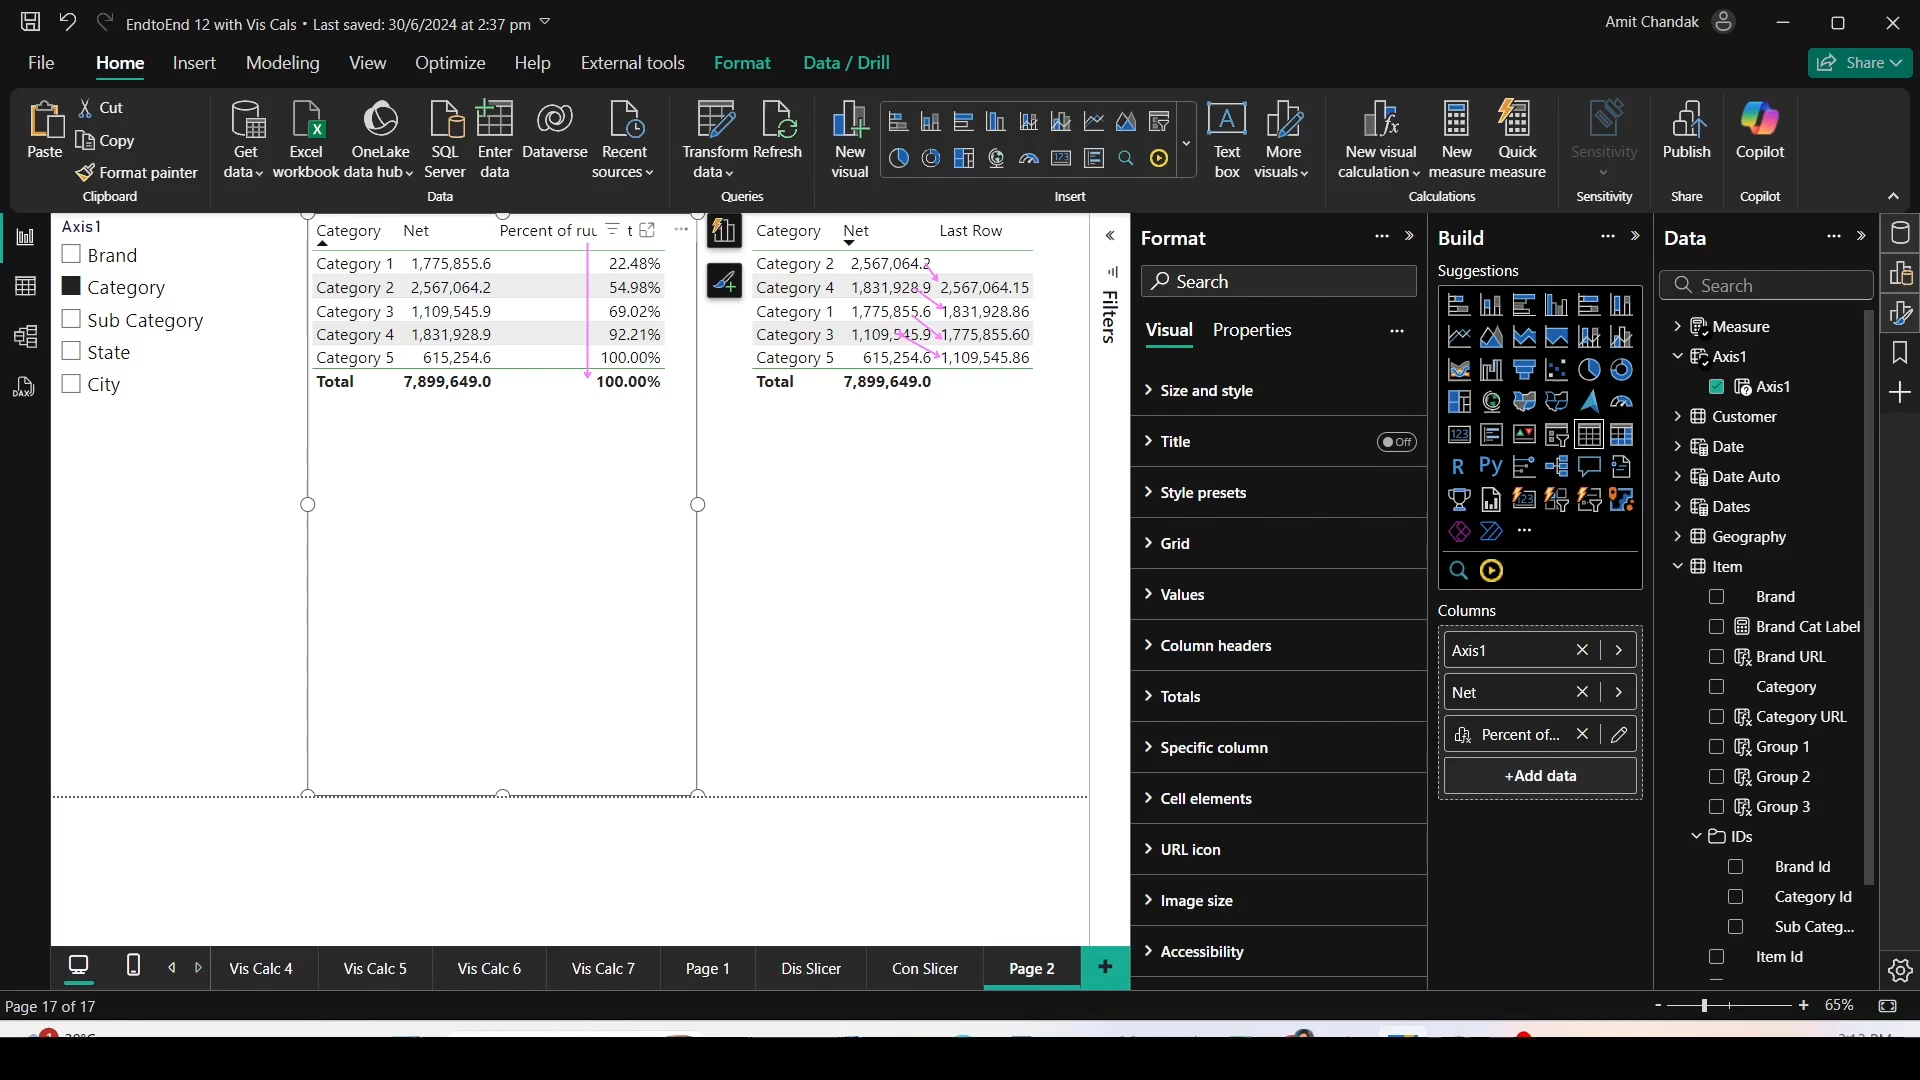 EndtoEnd 12 with Vis Cals • Last saved: 30/6/2024 at 2:37 pm
Amit Chandak
File Home Insert Modeling View Optimize Help External tools Format Data / Drill
Share
Paste
Cut
Copy
Format painter
Clipboard
Get data
Excel workbook
OneLake data hub
SQL Server
Enter data
Dataverse
Recent sources
Data
Transform data
Refresh
Queries
New visual
Text box
More visuals
Insert
New visual calculation
New measure
Quick measure
Calculations
Sensitivity
Sensitivity
Publish
Share
Copilot
Copilot
Axis1
Brand
Category
Sub Category
State
City
Category Net Percent of ruu t
Category 1 1,775,855.6 22.48%
Category 2 2,567,064.2 54.98%
Category 3 1,109,545.9 69.02%
Category 4 1,831,928.9 92.21%
Category 5 615,254.6 100.00%
Total 7,899,649.0 100.00%
Category Net Last Row
Category 2 2,567,064.2
Category 4 1,831,928.9 2,567,064.15
Category 1 1,775,855.6 1,831,928.86
Category 3 1,109,545.9 1,775,855.60
Category 5 615,254.6 1,109,545.86
Total 7,899,649.0
Filters
Format
Search
Visual Properties
Size and style
Title Off
Style presets
Grid
Values
Column headers
Totals
Specific column
Cell elements
URL icon
Image size
Accessibility
Build
Suggestions
123
R Py
123
Columns
Axis1
Net
Percent of...
+Add data
Data
Search
Measure
Axis1
Axis1
Customer
Date
Date Auto
Dates
Geography
Item
Brand
Brand Cat Label
Brand URL
Category
Category URL
Group 1
Group 2
Group 3
IDs
Brand Id
Category Id
Sub Categ...
Item Id
DAX
Vis Calc 4 Vis Calc 5 Vis Calc 6 Vis Calc 7 Page 1 Dis Slicer Con Slicer Page 2
Page 17 of 17
- + 65%